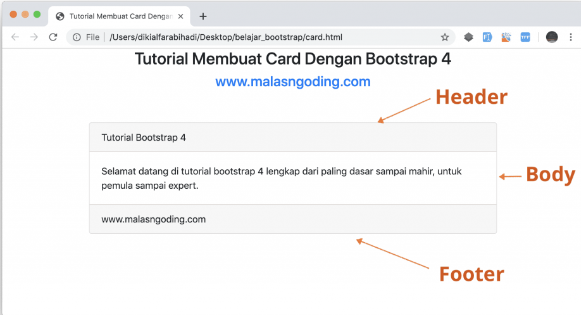 Tutorial Membuat Card Dengan
File
/Users/dikialfarabihadi/Desktop/belajar_bootstrap/card.html
Tutorial Membuat Card Dengan Bootstrap 4
www.malasngoding.com
Header
Tutorial Bootstrap 4
Selamat datang di tutorial bootstrap 4 lengkap dari paling dasar sampai mahir, untuk
pemula sampai expert.
Body
www.malasngoding.com
Footer